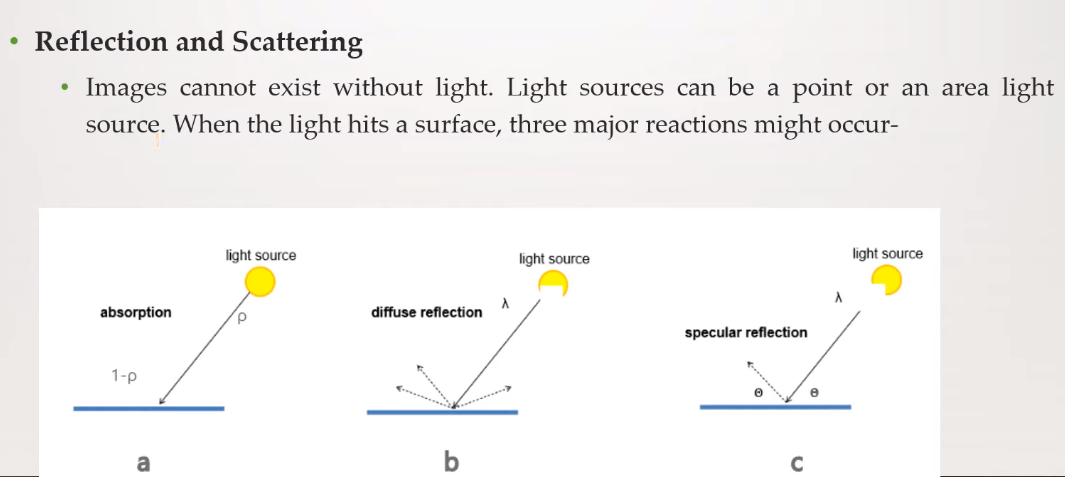 • Reflection and Scattering
• Images cannot exist without light. Light sources can be a point or an area light
source. When the light hits a surface, three major reactions might occur-
light source
absorption
ρ
1-ρ
a
light source
λ
diffuse reflection
b
light source
λ
specular reflection
Θ
θ
c